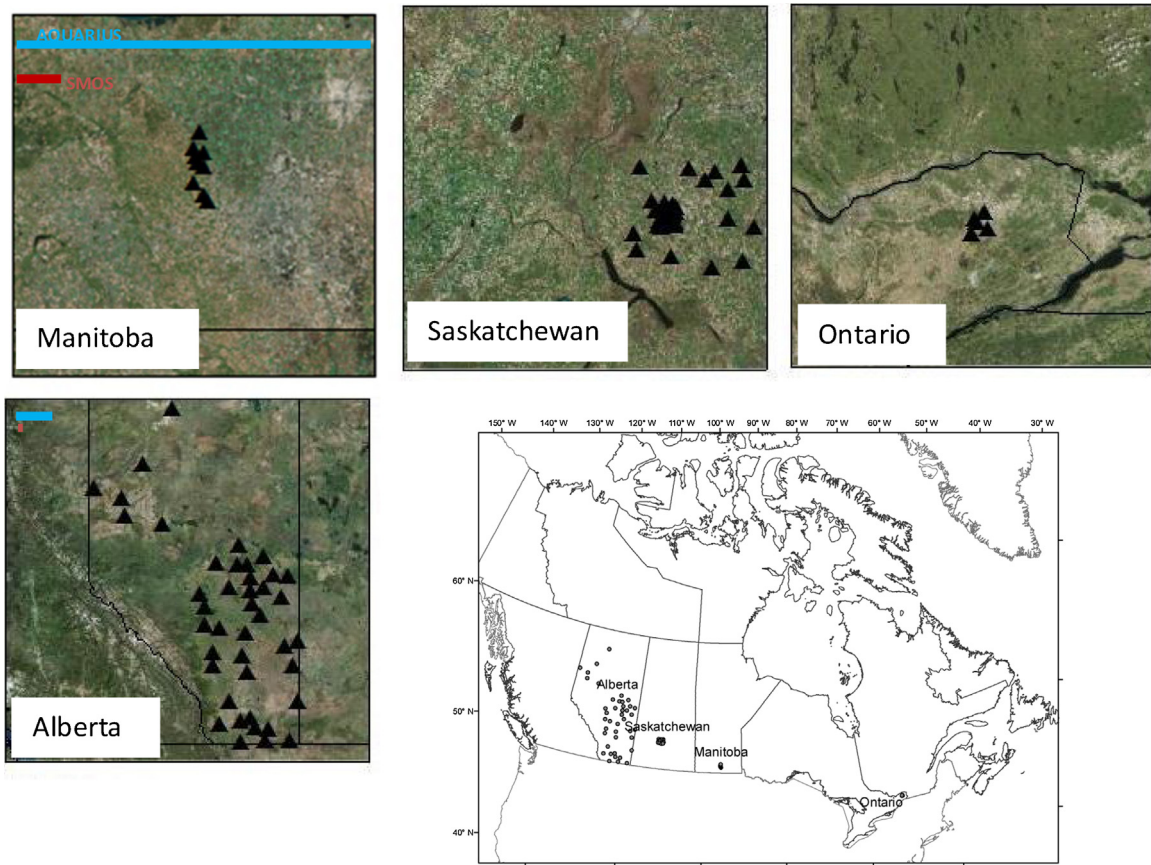 AQUARIUS
SMOS
Manitoba
Saskatchewan
Ontario
Alberta
150° W 140° W 130° W 120° W 110° W 100° W 90° W 80° W 70° W 60° W 50° W 40° W 30° W
60° N
50° N
40° N
Alberta
Saskatchewan
Manitoba
Ontario